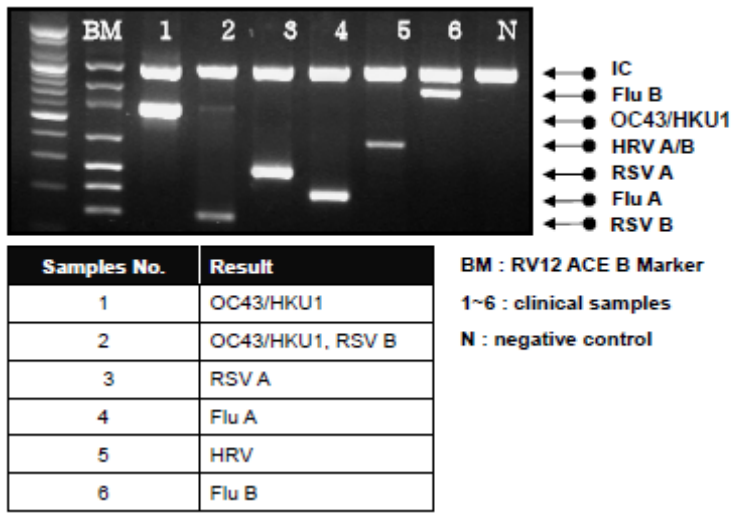 BM 1 2 3 4 5 6 N
IC
Flu B
OC43/HKU1
HRV A/B
RSV A
Flu A
RSV B
Samples No. Result
1 OC43/HKU1
2 OC43/HKU1, RSV B
3 RSV A
4 Flu A
5 HRV
6 Flu B
BM : RV12 ACE B Marker
1~6 : clinical samples
N : negative control